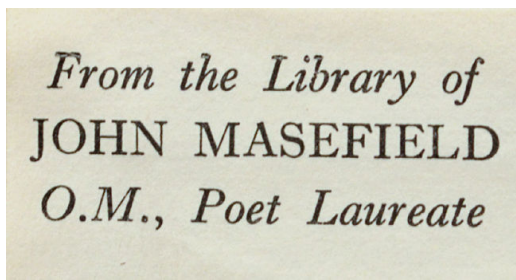 From the Library of
JOHN MASEFIELD
O.M., Poet Laureate